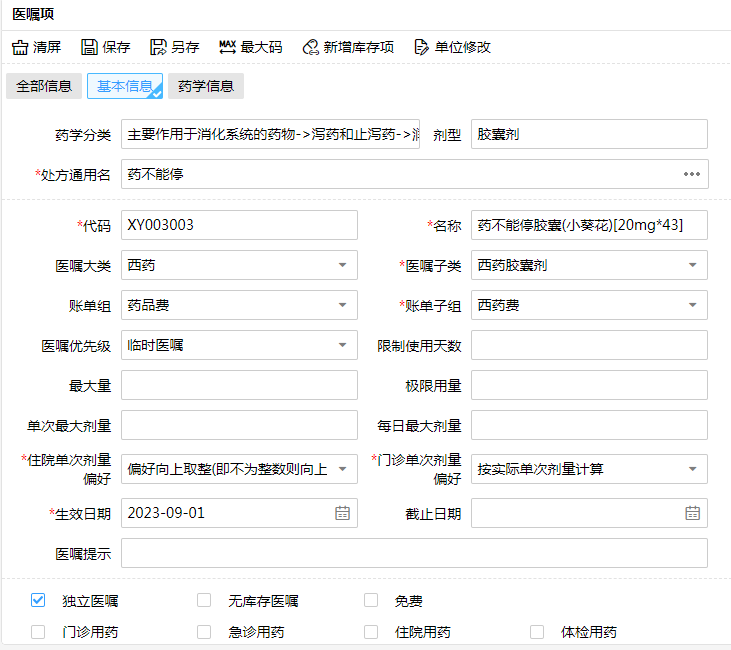 医嘱项
清屏 保存 另存 MAX 最大码 新增库存项 单位修改
全部信息 基本信息 药学信息
药学分类 主要作用于消化系统的药物->泻药和止泻药-> 剂型 胶囊剂
*处方通用名 药不能停 •••
*代码 XY003003 *名称 药不能停胶囊(小葵花)[20mg*43]
医嘱大类 西药 *医嘱子类 西药胶囊剂
账单组 药品费 *账单子组 西药费
医嘱优先级 临时医嘱 限制使用天数
最大量 极限用量
单次最大剂量 每日最大剂量
*住院单次剂量偏好 偏好向上取整(即不为整数则向上 *门诊单次剂量偏好 按实际单次剂量计算
*生效日期 2023-09-01 截止日期
医嘱提示
独立医嘱 无库存医嘱 免费
门诊用药 急诊用药 住院用药 体检用药